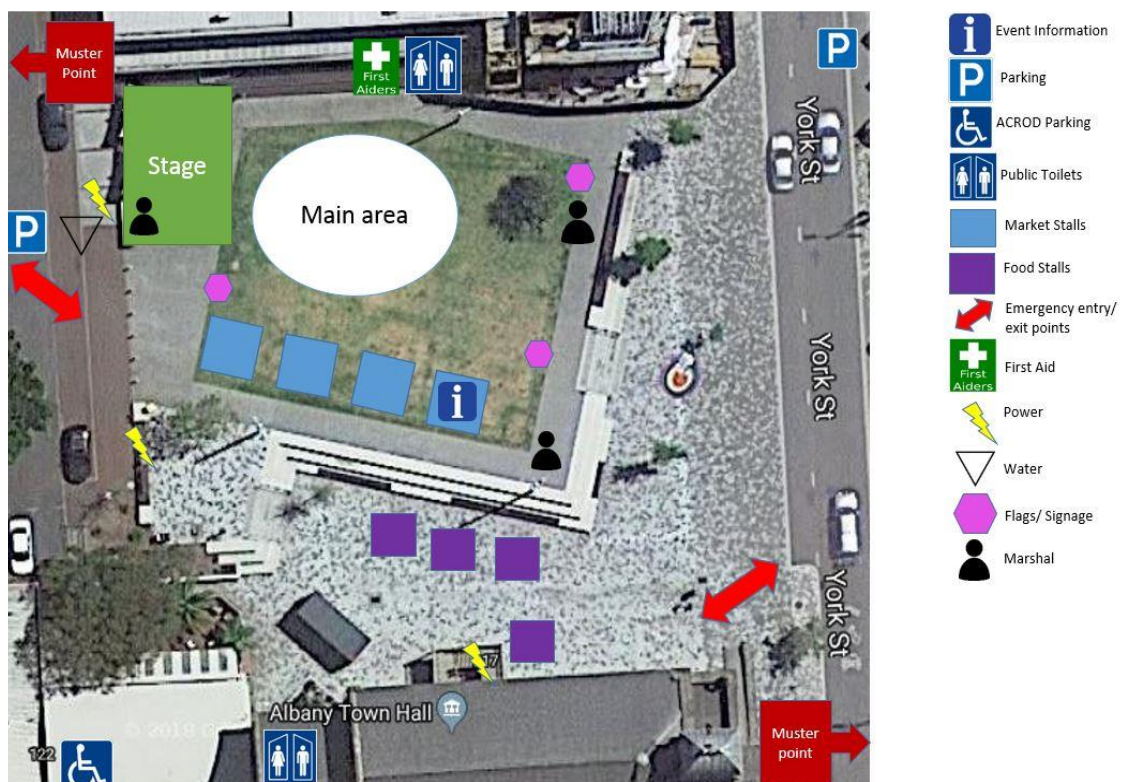 Muster
Point
First
Aiders
P
Stage
Main area
York St
P
York St
i
York St
17
Albany Town Hall
122
Muster
point
i
Event Information
P
Parking
ACROD Parking
Public Toilets
Market Stalls
Food Stalls
Emergency entry/
exit points
First
Aiders
First Aid
Power
Water
Flags/ Signage
Marshal